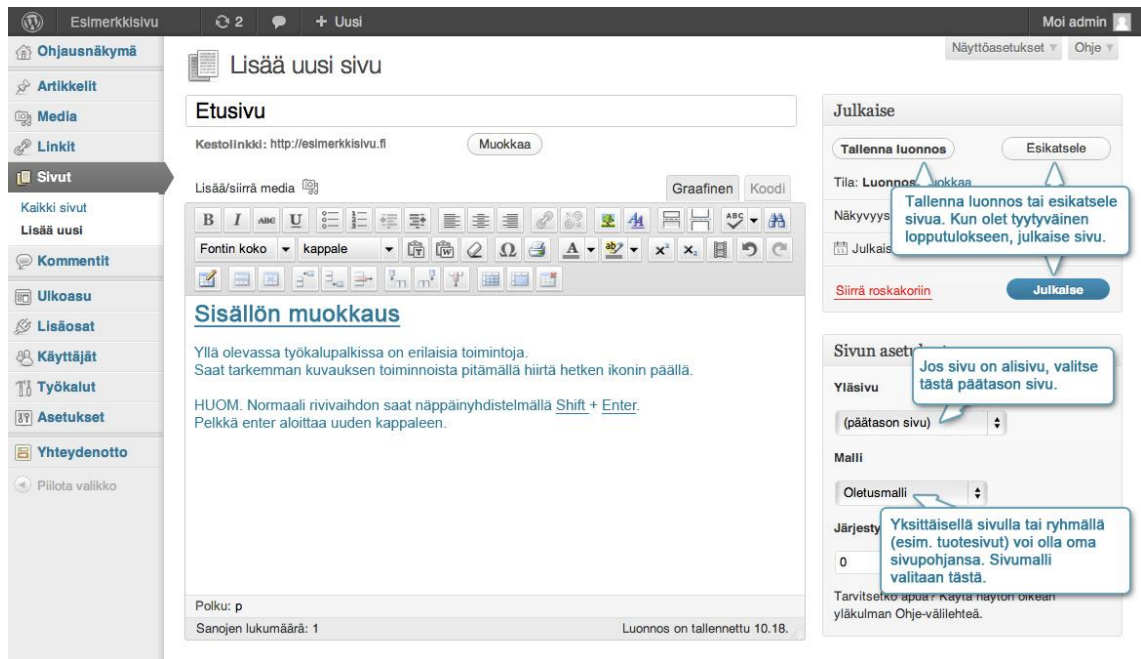 Esimerkkisivu 2 + Uusi Moi admin
Näyttöasetukset Ohje
Ohjausnäkymä
Artikkelit
Media
Linkit
Sivut
Kaikki sivut
Lisää uusi
Kommentit
Ulkoasu
Lisäosat
Käyttäjät
Työkalut
Asetukset
Yhteydenotto
Piilota valikko
Lisää uusi sivu
Etusivu
Kestolinkki: http://esimerkkisivu.fi Muokkaa
Lisää/siirrä media Graafinen Koodi
B I ABC U ABC
Fontin koko kappale T W Ω A ab x² x₂
Sisällön muokkaus
Yllä olevassa työkalupalkissa on erilaisia toimintoja.
Saat tarkemman kuvauksen toiminnoista pitämällä hiirtä hetken ikonin päällä.
HUOM. Normaali rivivaihdon saat näppäinyhdistelmällä Shift + Enter.
Pelkkä enter aloittaa uuden kappaleen.
Polku: p
Sanojen lukumäärä: 1 Luonnos on tallennettu 10.18.
Julkaise
Tallenna luonnos Esikatsele
Tila: Luonnos
Näkyvyys
Tallenna luonnos tai esikatsele
sivua. Kun olet tyytyväinen
lopputulokseen, julkaise sivu.
Siirrä roskakoriin Julkaise
Jos sivu on alisivu, valitse
tästä päätason sivu.
Yläsivu
(päätason sivu)
Malli
Oletusmalli
Yksittäisellä sivulla tai ryhmällä
(esim. tuotesivut) voi olla oma
sivupohjansa. Sivumalli
valitaan tästä.
0
Tarvitsetko apua? Käytä näytön oikean
yläkulman Ohje-välilehteä.